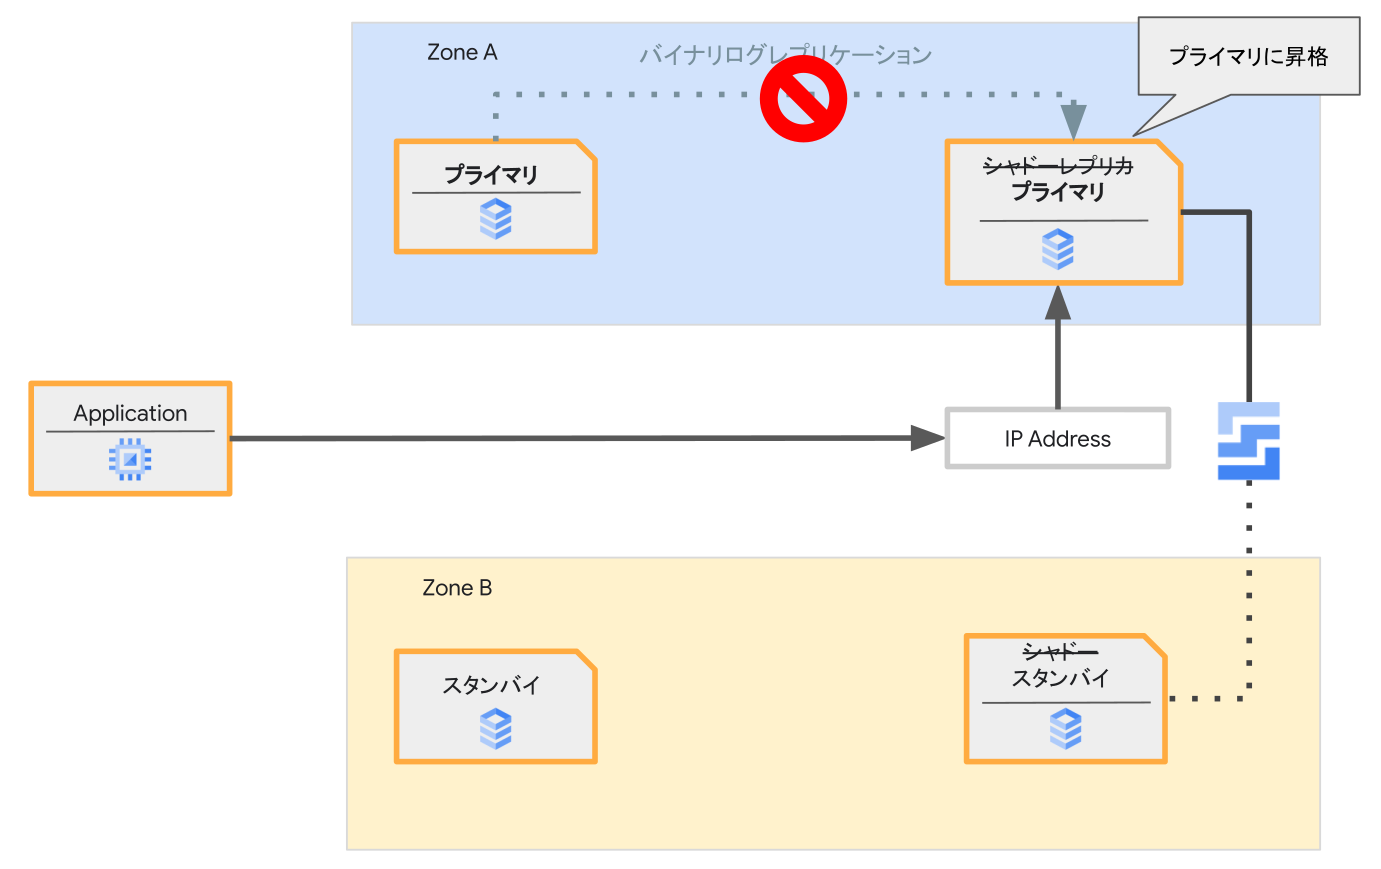 Zone A
バイナリログレプリケーション
プライマリに昇格
プライマリ
シャドーレプリカ
プライマリ
Application
IP Address
Zone B
スタンバイ
シャドー
スタンバイ